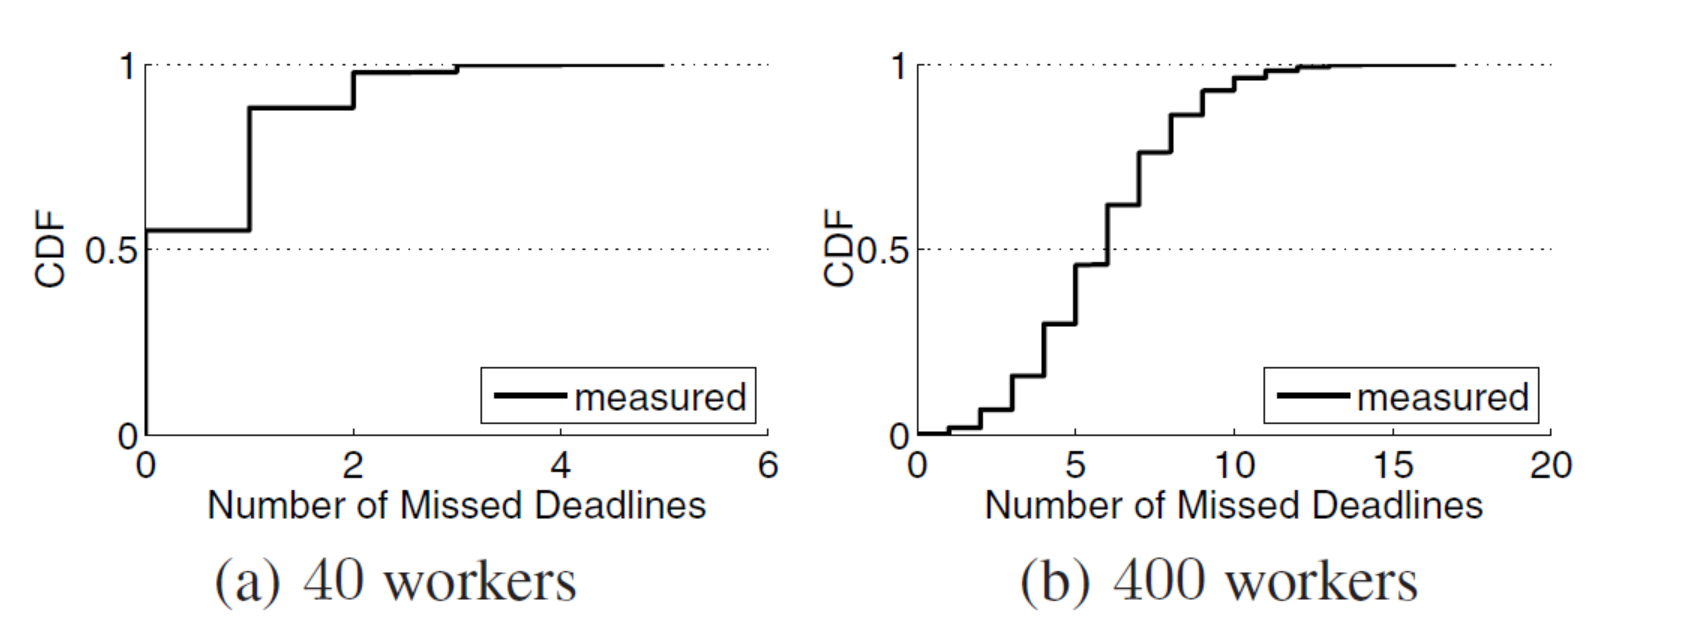 1
0.5
0
CDF
measured
0 2 4 6
Number of Missed Deadlines
(a) 40 workers
1
0.5
0
CDF
measured
0 5 10 15 20
Number of Missed Deadlines
(b) 400 workers